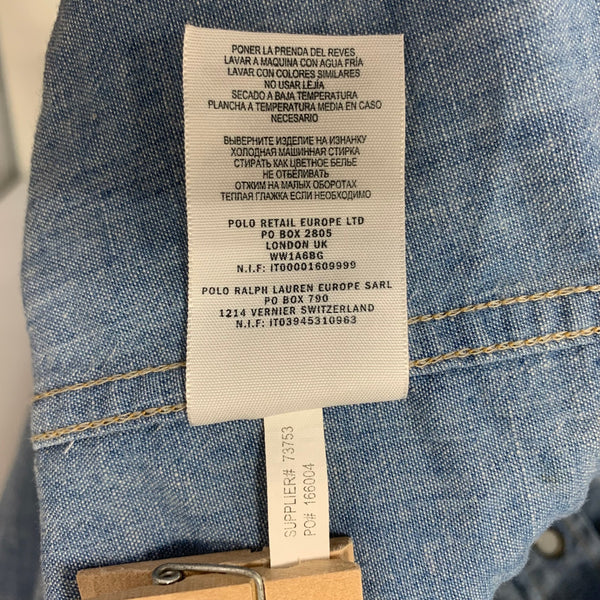 PONER LA PRENDA DEL REVES
LAVAR A MAQUINA CON AGUA FRÍA
LAVAR CON COLORES SIMILARES
NO USAR LEJÍA
SECADO A BAJA TEMPERATURA
PLANCHA A TEMPERATURA MEDIA EN CASO
NECESARIO
ВЫВЕРНИТЕ ИЗДЕЛИЕ НА ИЗНАНКУ
ХОЛОДНАЯ МАШИННАЯ СТИРКА
СТИРАТЬ КАК ЦВЕТНОЕ БЕЛЬЕ
НЕ ОТБЕЛИВАТЬ
ОТЖИМ НА МАЛЫХ ОБОРОТАХ
ТЕПЛАЯ ГЛАЖКА ЕСЛИ НЕОБХОДИМО
POLO RETAIL EUROPE LTD
PO BOX 2805
LONDON UK
WW1A6BG
N.I.F: IT00001609999
POLO RALPH LAUREN EUROPE SARL
PO BOX 790
1214 VERNIER SWITZERLAND
N.I.F: IT03945310963
SUPPLIER# 73753
PO# 166004